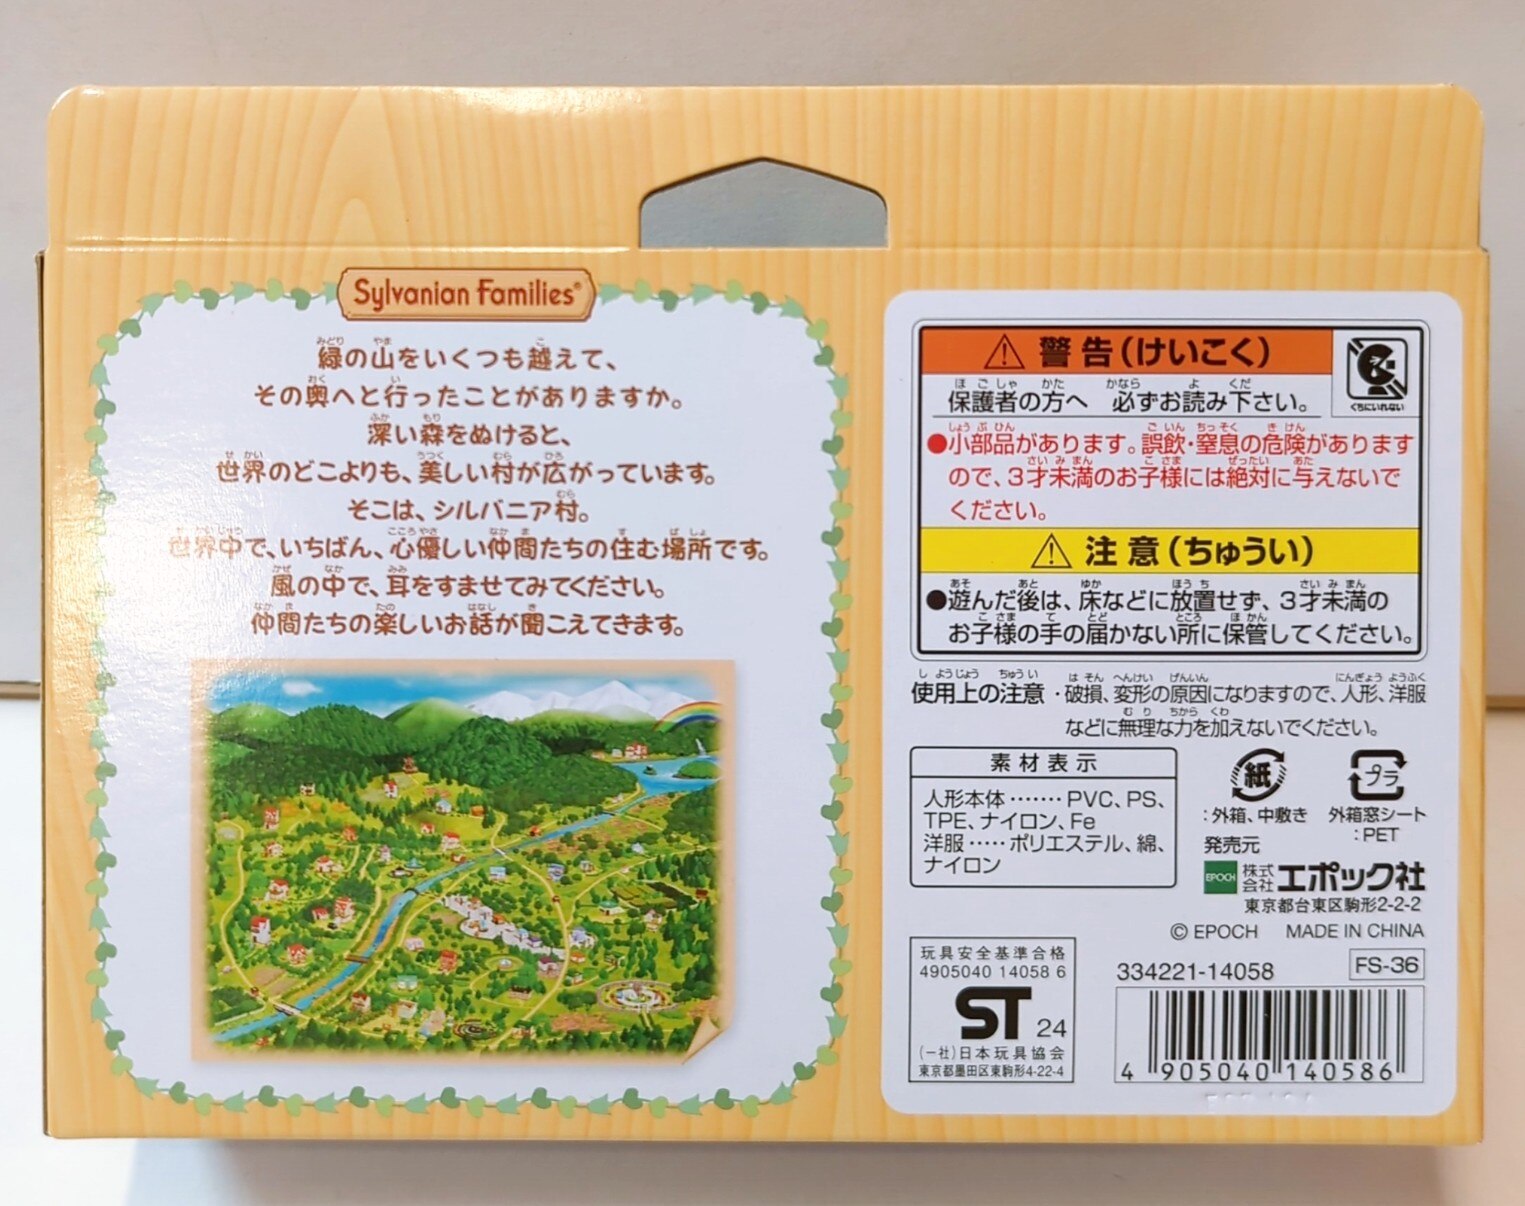 Sylvanian Families®
緑の山をいくつも越えて、
その奥へと行ったことがありますか。
深い森をぬけると、
世界のどこよりも、美しい村が広がっています。
そこは、シルバニア村。
世界中で、いちばん、心優しい仲間たちの住む場所です。
風の中で、耳をすませてみてください。
仲間たちの楽しいお話が聞こえてきます。
⚠ 警告(けいこく)
くちにいれない
保護者の方へ 必ずお読み下さい。
●小部品があります。誤飲・窒息の危険があります
ので、3才未満のお子様には絶対に与えないで
ください。
⚠ 注意(ちゅうい)
●遊んだ後は、床などに放置せず、3才未満の
お子様の手の届かない所に保管してください。
使用上の注意 ・破損、変形の原因になりますので、人形、洋服
などに無理な力を加えないでください。
素材表示
人形本体……PVC、PS、
TPE、ナイロン、Fe
洋服……ポリエステル、綿、
ナイロン
紙
:外箱、中敷き
プラ
外箱窓シート
:PET
発売元
EPOCH 株式会社 エポック社
東京都台東区駒形2-2-2
© EPOCH MADE IN CHINA
玩具安全基準合格
4905040 14058 6
ST 24
(一社)日本玩具協会
東京都墨田区東駒形4-22-4
334221-14058 FS-36
4 905040 140586